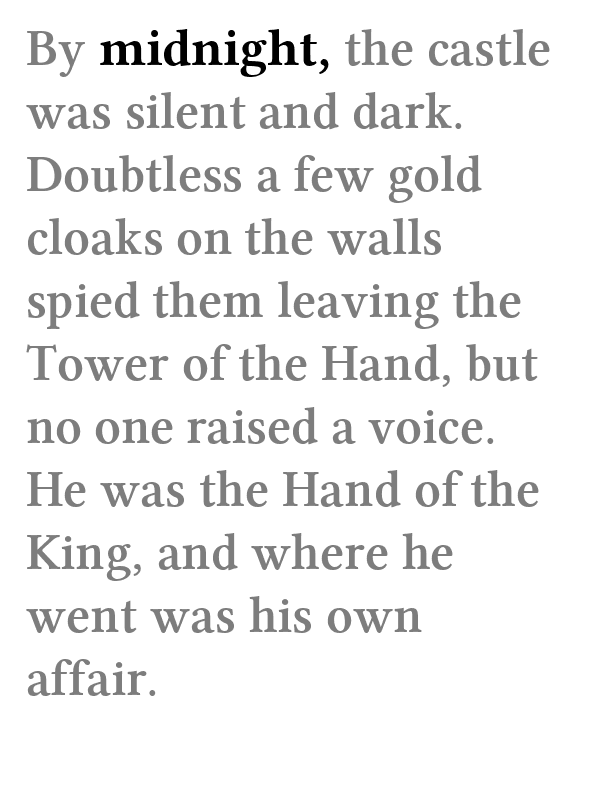 By midnight, the castle
was silent and dark.
Doubtless a few gold
cloaks on the walls
spied them leaving the
Tower of the Hand, but
no one raised a voice.
He was the Hand of the
King, and where he
went was his own
affair.